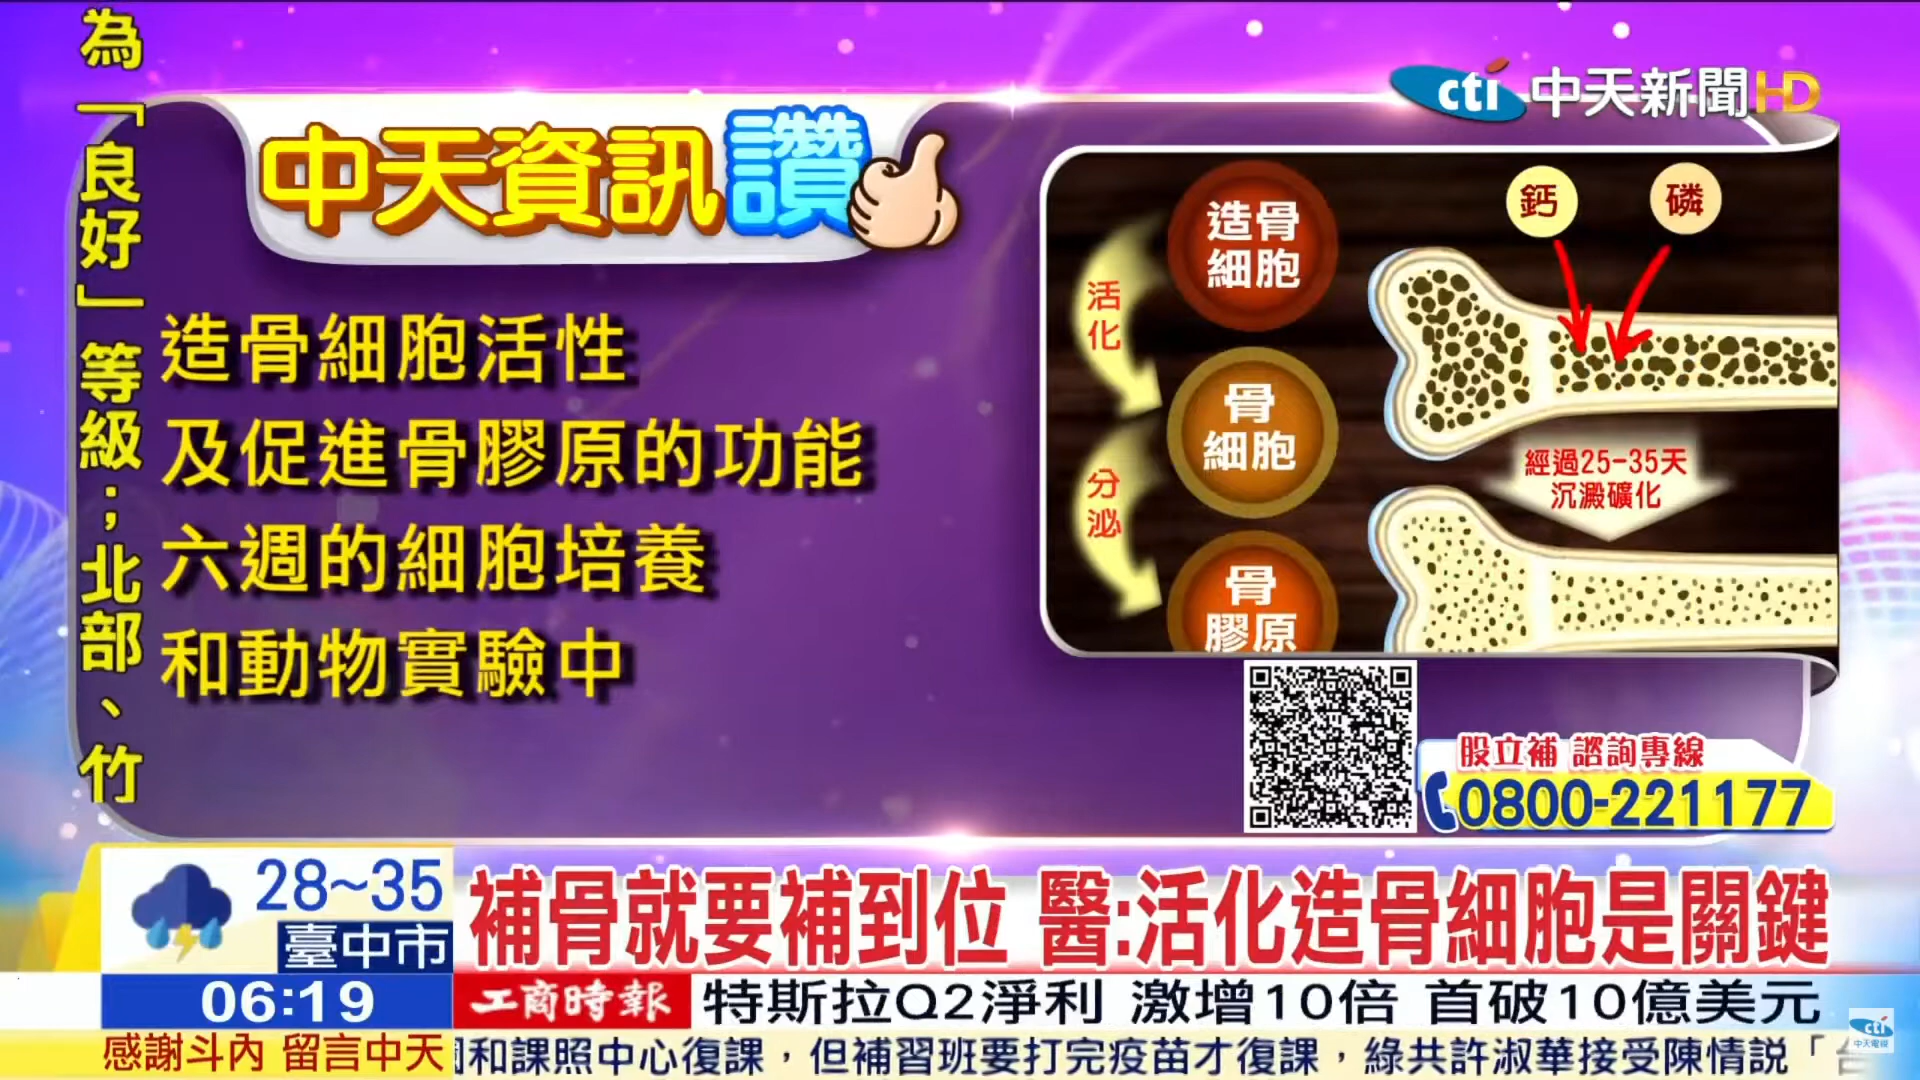 為「良好」等級；北部、竹
中天資訊讚
cti 中天新聞HD
造骨細胞活性
及促進骨膠原的功能
六週的細胞培養
和動物實驗中
造骨
細胞
活化
骨
細胞
分泌
骨
膠原
鈣
磷
經過25-35天
沉澱礦化
股立補 諮詢專線
0800-221177
28~35
臺中市
補骨就要補到位 醫:活化造骨細胞是關鍵
06:19
工商時報
特斯拉Q2淨利 激增10倍 首破10億美元
感謝斗內 留言中天
和課照中心復課，但補習班要打完疫苗才復課，綠共許淑華接受陳情說「
cti
中天電視